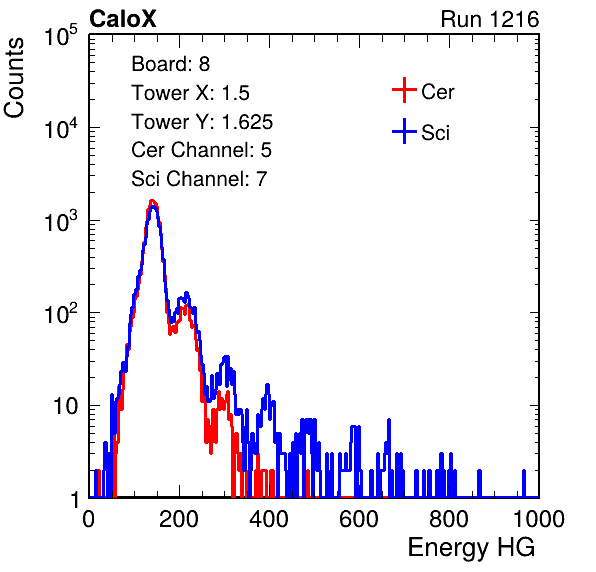 CaloX Run 1216
Counts
Board: 8
Tower X: 1.5
Tower Y: 1.625
Cer Channel: 5
Sci Channel: 7
Cer
Sci
10^5
10^4
10^3
10^2
10
1
0 200 400 600 800 1000
Energy HG